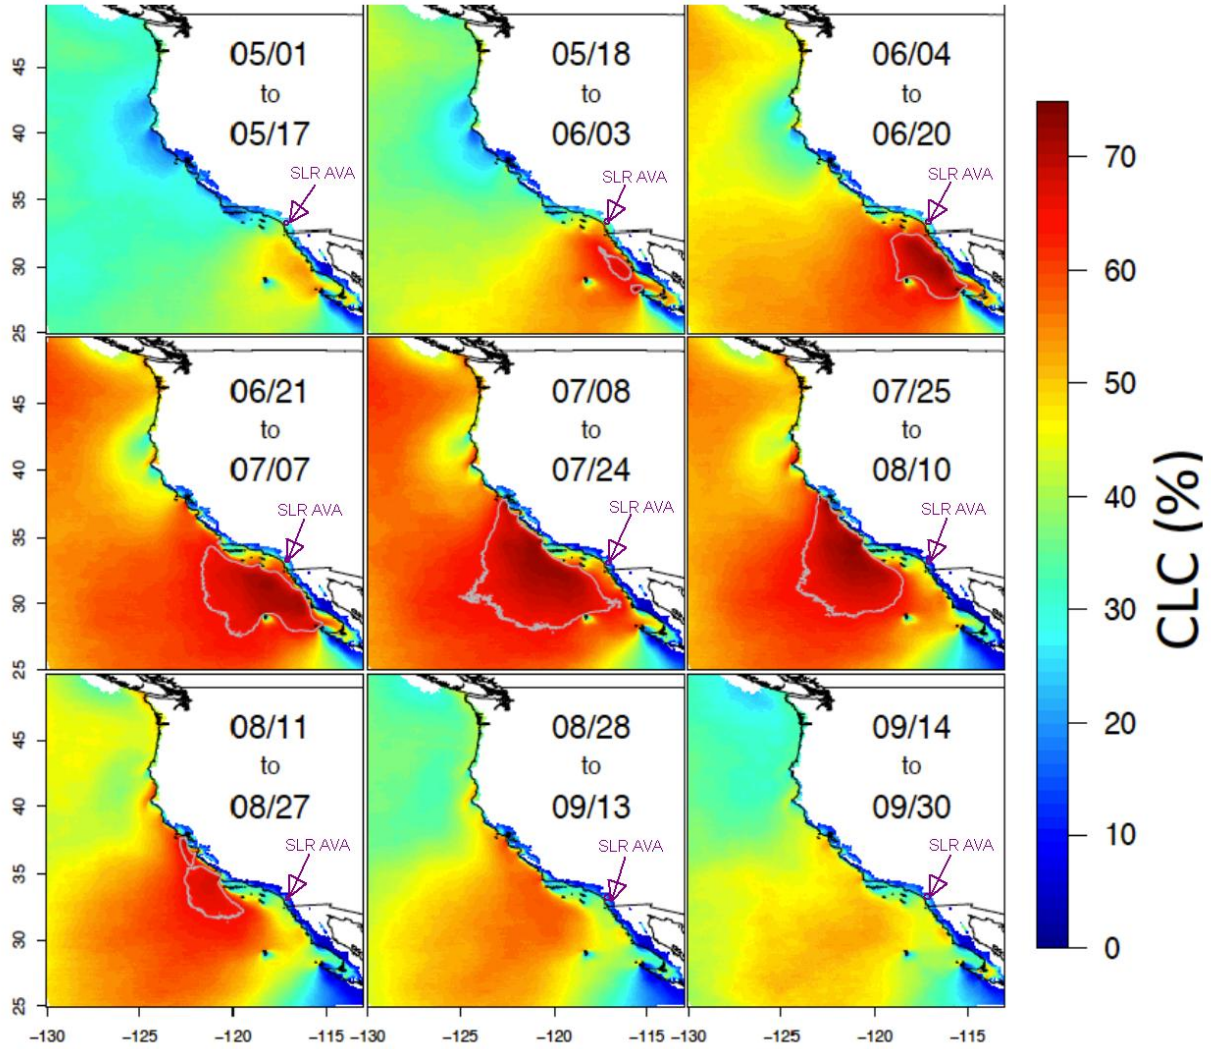 05/01
to
05/17
SLR AVA
05/18
to
06/03
SLR AVA
06/04
to
06/20
SLR AVA
45
40
35
30
25
06/21
to
07/07
SLR AVA
07/08
to
07/24
SLR AVA
07/25
to
08/10
SLR AVA
45
40
35
30
25
08/11
to
08/27
SLR AVA
08/28
to
09/13
SLR AVA
09/14
to
09/30
SLR AVA
45
40
35
30
25
-130 -125 -120 -115 -130 -125 -120 -115 -130 -125 -120 -115
70
60
50
40
30
20
10
0
CLC (%)